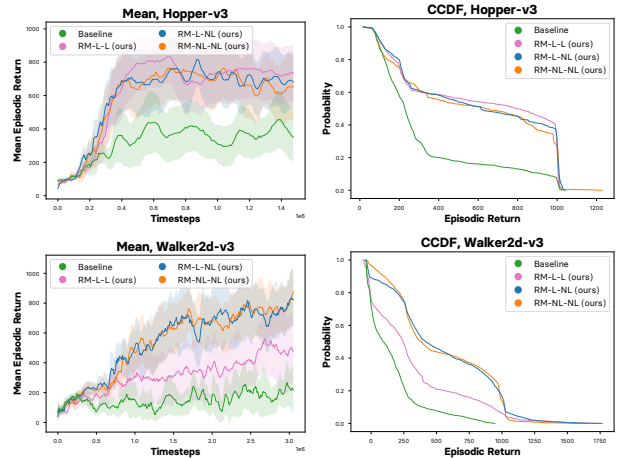 Mean, Hopper-v3
Baseline
RM-L-L (ours)
RM-L-NL (ours)
RM-NL-NL (ours)
Mean Episodic Return
1000
800
600
400
200
0
0.0 0.2 0.4 0.6 0.8 1.0 1.2 1.4
1e6
Timesteps
CCDF, Hopper-v3
Baseline
RM-L-L (ours)
RM-L-NL (ours)
RM-NL-NL (ours)
Probability
1.0
0.8
0.6
0.4
0.2
0.0
0 200 400 600 800 1000 1200
Episodic Return
Mean, Walker2d-v3
Baseline
RM-L-L (ours)
RM-L-NL (ours)
RM-NL-NL (ours)
Mean Episodic Return
1000
800
600
400
200
0
0.0 0.5 1.0 1.5 2.0 2.5 3.0
1e6
Timesteps
CCDF, Walker2d-v3
Baseline
RM-L-L (ours)
RM-L-NL (ours)
RM-NL-NL (ours)
Probability
1.0
0.8
0.6
0.4
0.2
0.0
0 250 500 750 1000 1250 1500 1750
Episodic Return